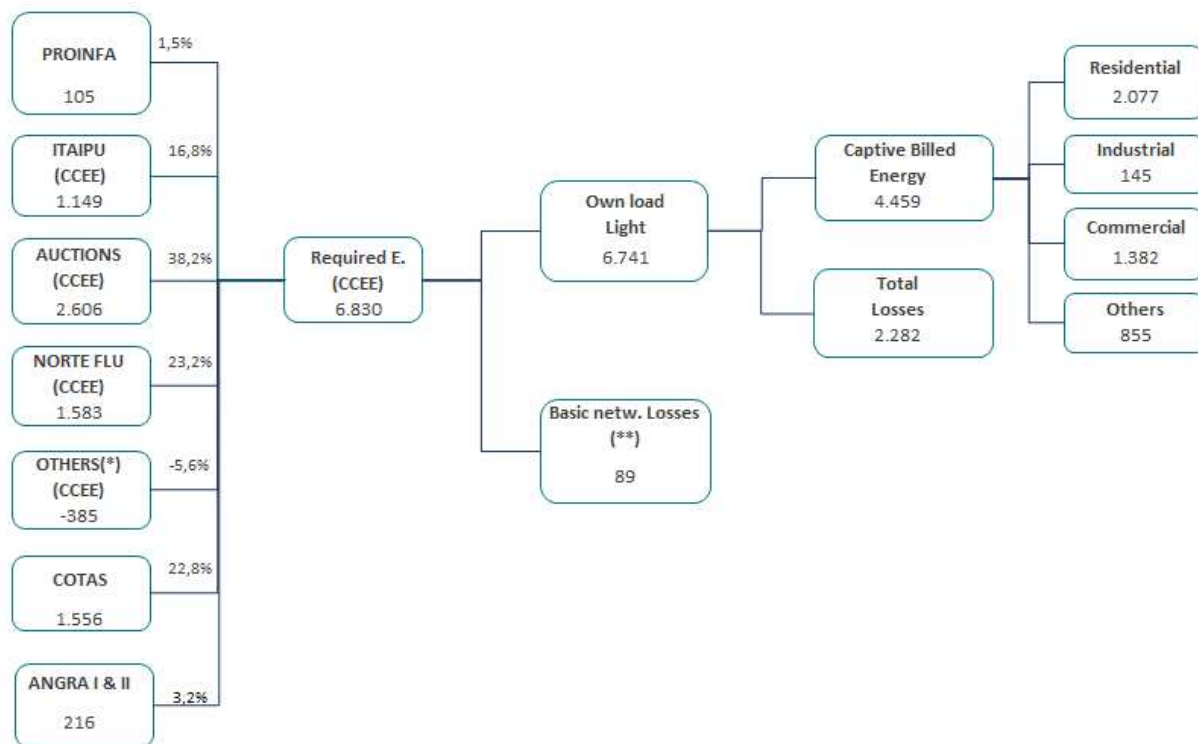 PROINFA
105
1,5%
ITAIPU
(CCEE)
1.149
16,8%
AUCTIONS
(CCEE)
2.606
38,2%
NORTE FLU
(CCEE)
1.583
23,2%
OTHERS(*)
(CCEE)
-385
-5,6%
COTAS
1.556
22,8%
ANGRA I & II
216
3,2%
Required E.
(CCEE)
6.830
Own load
Light
6.741
Basic netw. Losses
(**)
89
Captive Billed
Energy
4.459
Total
Losses
2.282
Residential
2.077
Industrial
145
Commercial
1.382
Others
855